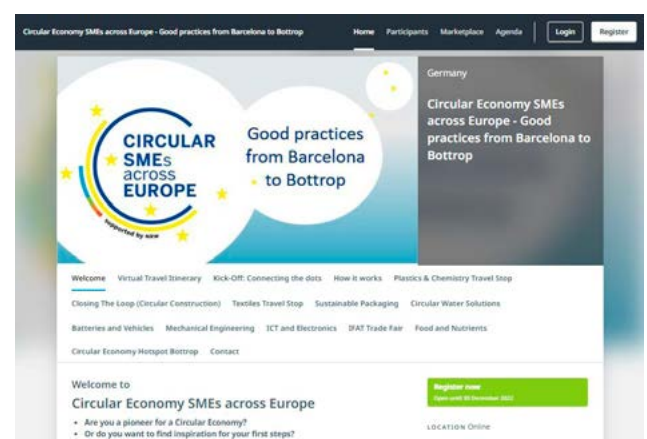 Circular Economy SMEs across Europe - Good practices from Barcelona to Bottrop
Home Participants Marketplace Agenda Login Register
CIRCULAR
SMEs
across
EUROPE
supported by NRW
Good practices
from Barcelona
to Bottrop
Germany
Circular Economy SMEs
across Europe - Good
practices from Barcelona to
Bottrop
Welcome Virtual Travel Itinerary Kick-Off: Connecting the dots How it works Plastics & Chemistry Travel Stop
Closing The Loop (Circular Construction) Textiles Travel Stop Sustainable Packaging Circular Water Solutions
Batteries and Vehicles Mechanical Engineering ICT and Electronics IFAT Trade Fair Food and Nutrients
Circular Economy Hotspot Bottrop Contact
Welcome to
Circular Economy SMEs across Europe
• Are you a pioneer for a Circular Economy?
• Or do you want to find inspiration for your first steps?
Register now
Open until 30 December 2022
LOCATION Online